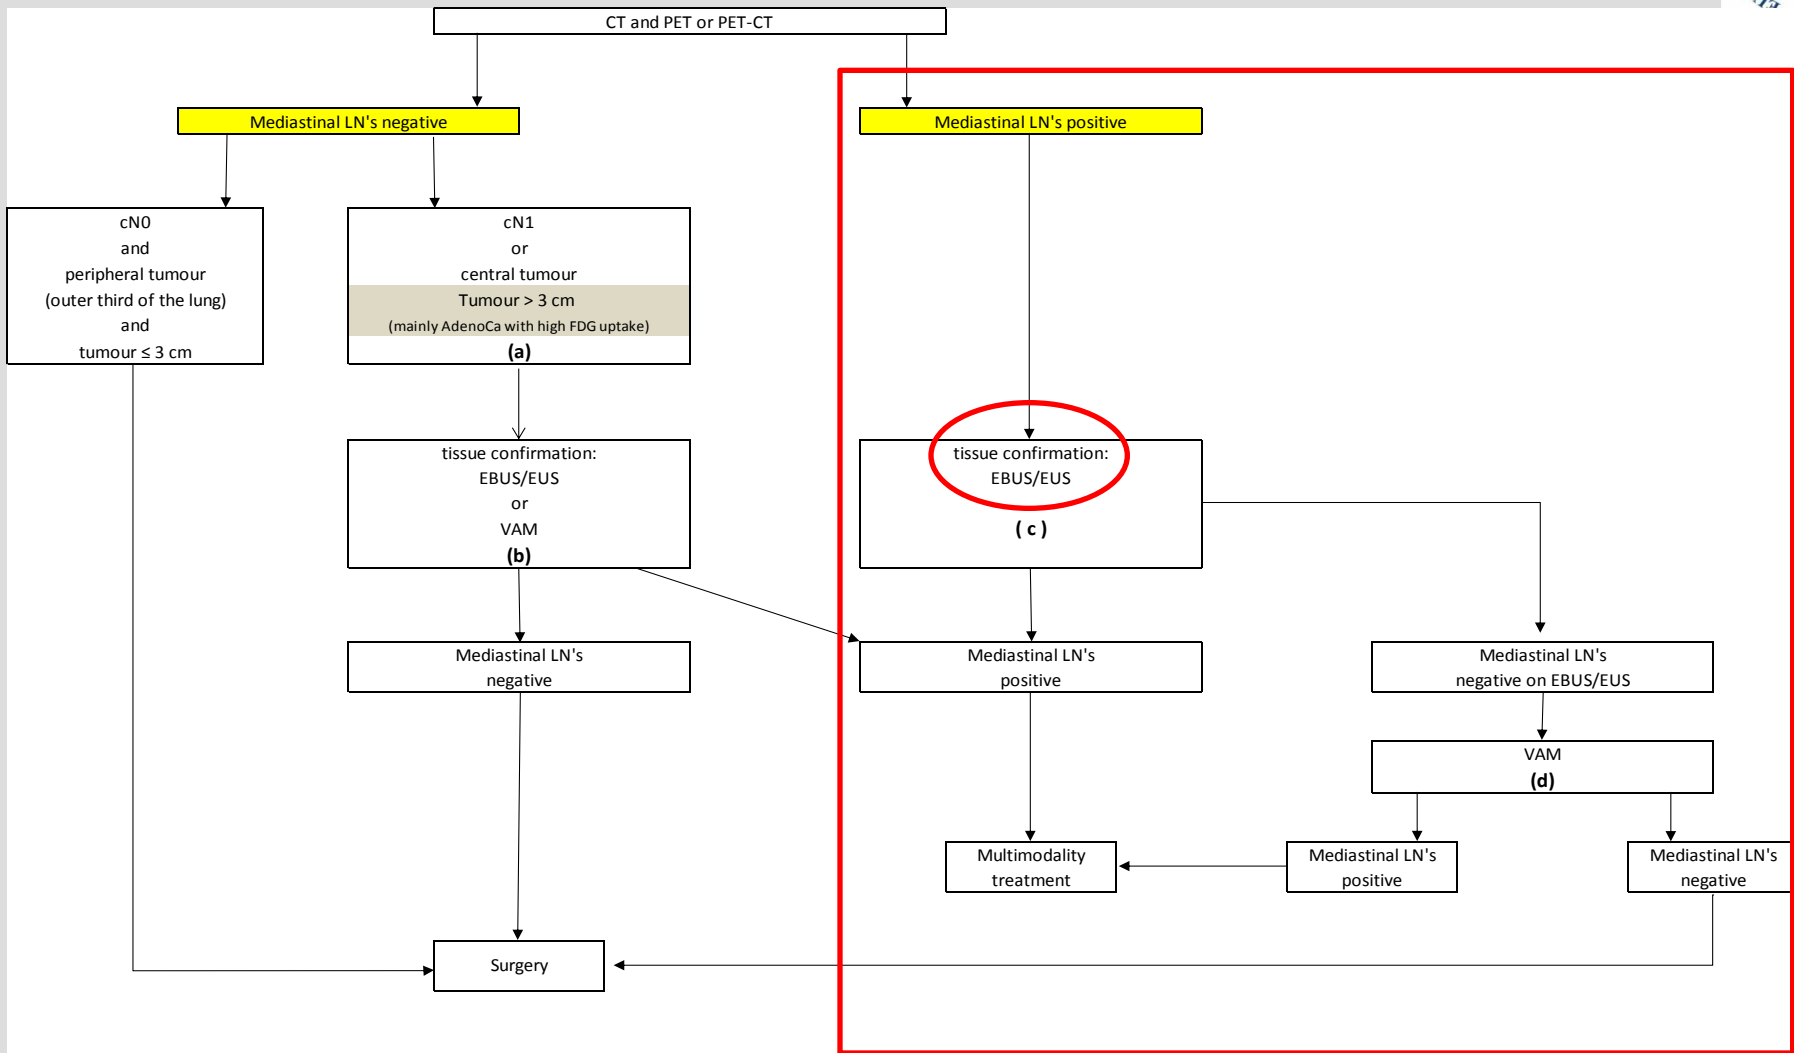 CT and PET or PET-CT
Mediastinal LN's negative
Mediastinal LN's positive
cN0
and
peripheral tumour
(outer third of the lung)
and
tumour ≤ 3 cm
cN1
or
central tumour
Tumour > 3 cm
(mainly AdenoCa with high FDG uptake)
(a)
tissue confirmation:
EBUS/EUS
or
VAM
(b)
tissue confirmation:
EBUS/EUS
( c )
Mediastinal LN's
negative
Mediastinal LN's
positive
Mediastinal LN's
negative on EBUS/EUS
VAM
(d)
Multimodality
treatment
Mediastinal LN's
positive
Mediastinal LN's
negative
Surgery